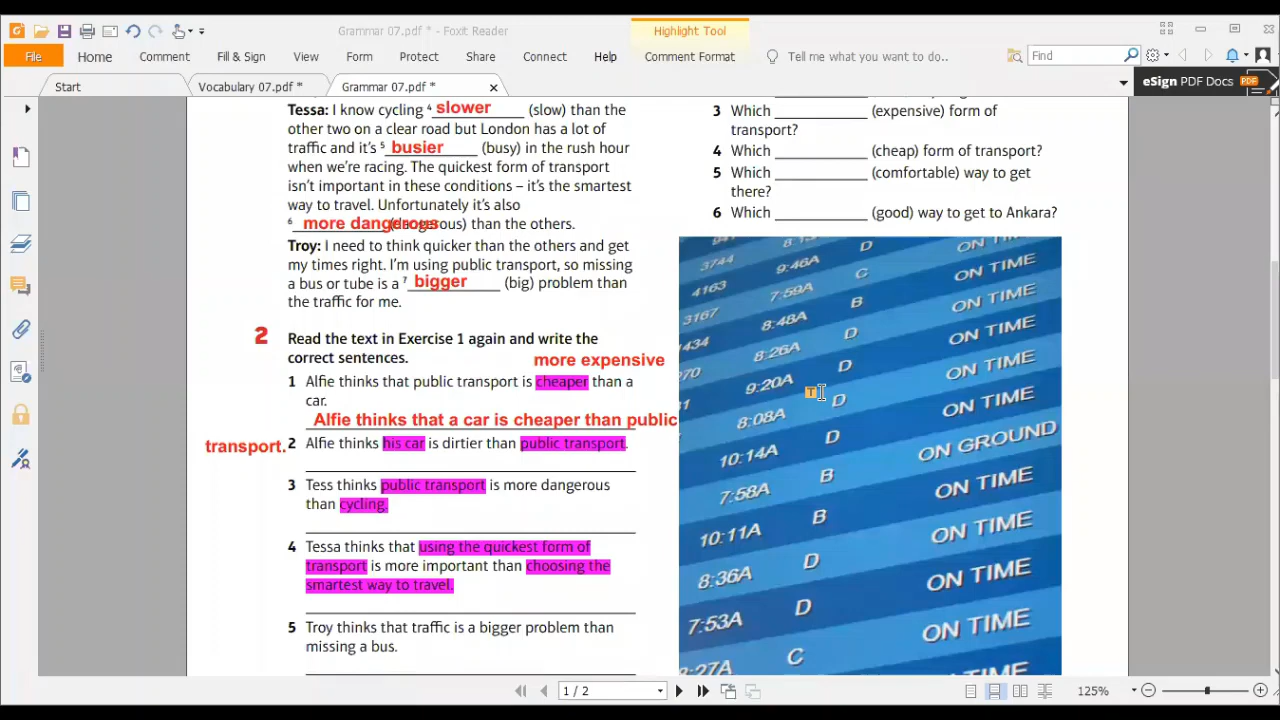 Grammar 07.pdf * - Foxit Reader
Highlight Tool
File
Home
Comment
Fill & Sign
View
Form
Protect
Share
Connect
Help
Comment Format
Tell me what you want to do..
Find
Start
Vocabulary 07.pdf *
Grammar 07.pdf *
eSign PDF Docs
PDF
Tessa: I know cycling 4 slower (slow) than the
other two on a clear road but London has a lot of
traffic and it's 5 busier (busy) in the rush hour
when we're racing. The quickest form of transport
isn't important in these conditions – it's the smartest
way to travel. Unfortunately it's also
6 more dangerous (dangerous) than the others.
Troy: I need to think quicker than the others and get
my times right. I'm using public transport, so missing
a bus or tube is a 7 bigger (big) problem than
the traffic for me.
2 Read the text in Exercise 1 again and write the
correct sentences.
more expensive
1 Alfie thinks that public transport is cheaper than a
car.
Alfie thinks that a car is cheaper than public
transport.
2 Alfie thinks his car is dirtier than public transport.
3 Tess thinks public transport is more dangerous
than cycling.
4 Tessa thinks that using the quickest form of
transport is more important than choosing the
smartest way to travel.
5 Troy thinks that traffic is a bigger problem than
missing a bus.
3 Which __________ (expensive) form of
transport?
4 Which __________ (cheap) form of transport?
5 Which __________ (comfortable) way to get
there?
6 Which __________ (good) way to get to Ankara?
D ON TIME
3744 9:46A C ON TIME
4163 7:59A B ON TIME
3167 8:48A D ON TIME
8:26A D ON TIME
9:20A D ON TIME
8:08A D ON GROUND
10:14A B ON TIME
7:58A B ON TIME
10:11A D ON TIME
8:36A D ON TIME
7:53A C
8:27A
1 / 2
125%